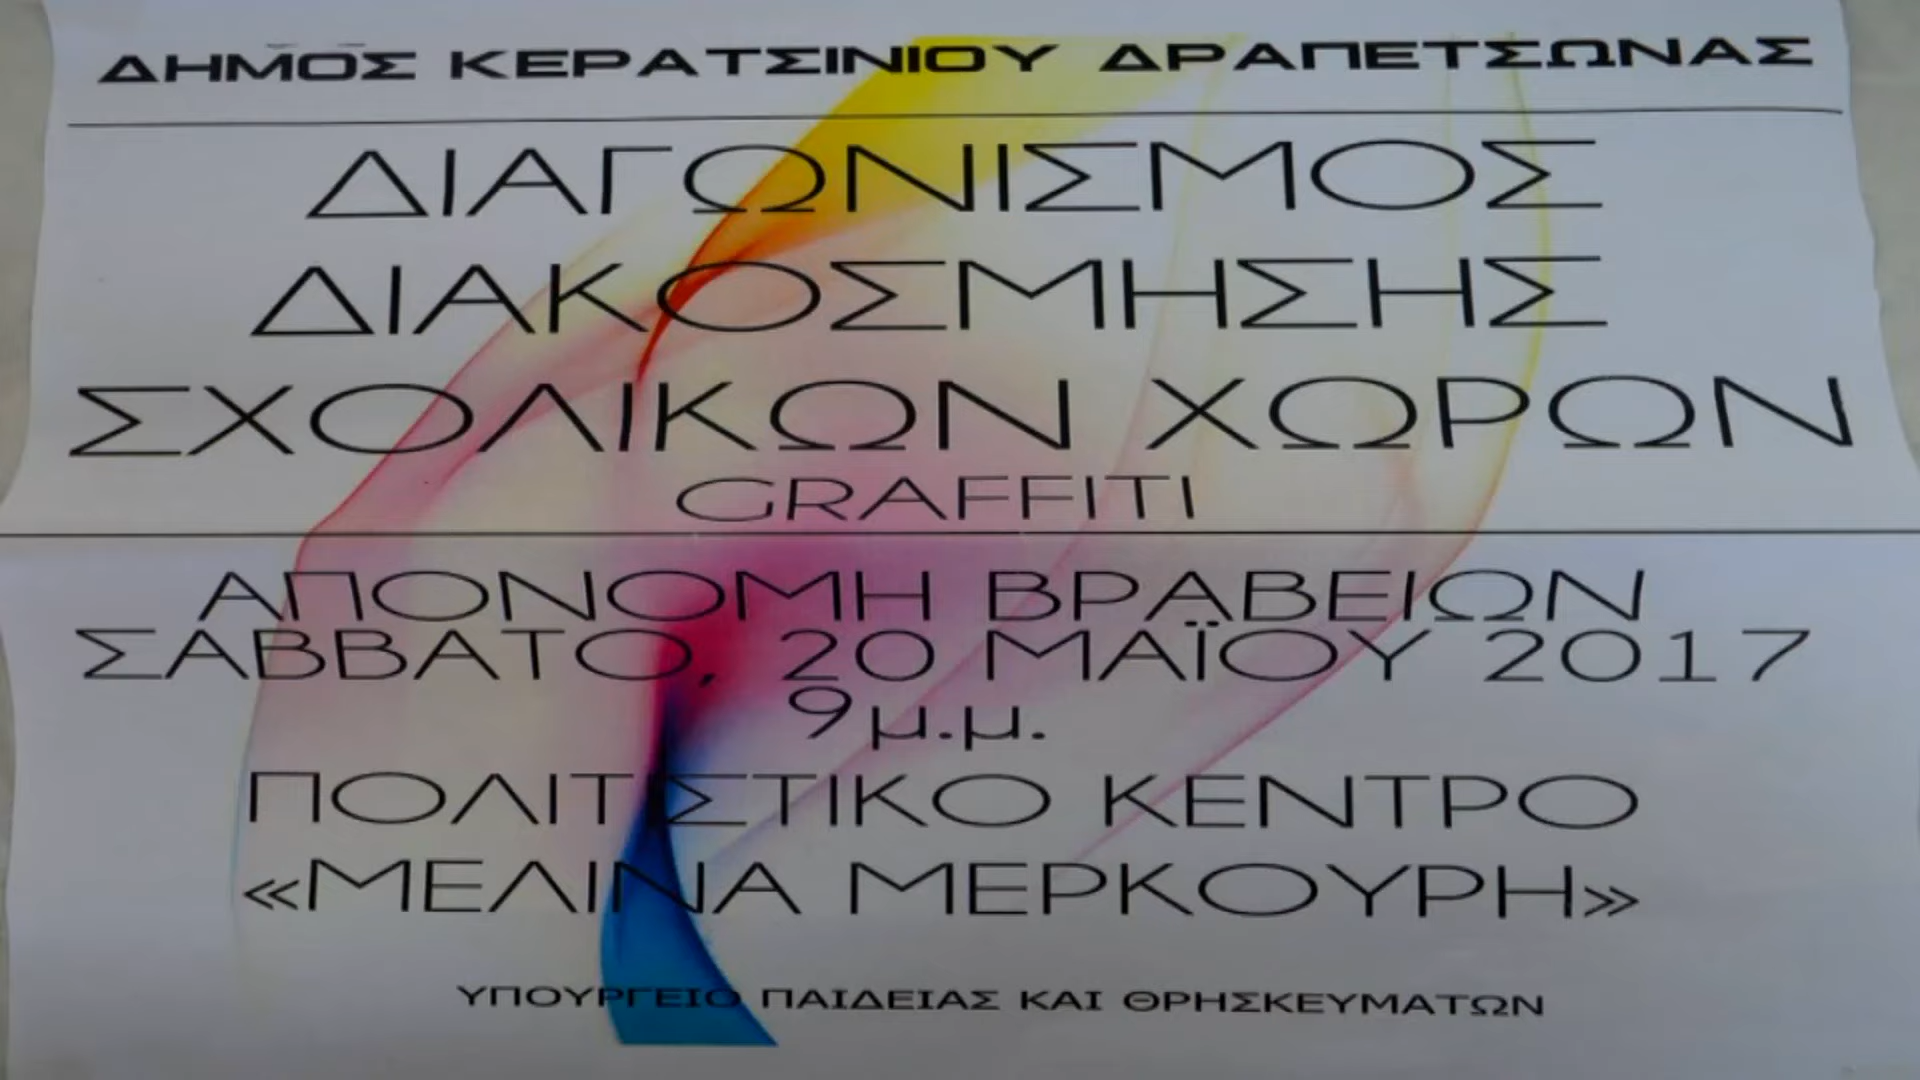 ΔΗΜΟΣ ΚΕΡΑΤΣΙΝΙΟΥ ΔΡΑΠΕΤΣΩΝΑΣ
ΔΙΑΓΩΝΙΣΜΟΣ
ΔΙΑΚΟΣΜΗΣΗΣ
ΣΧΟΛΙΚΩΝ ΧΩΡΩΝ
GRAFFITI
ΑΠΟΝΟΜΗ ΒΡΑΒΕΙΩΝ
ΣΑΒΒΑΤΟ, 20 ΜΑΪΟΥ 2017
9μ.μ.
ΠΟΛΙΤΙΣΤΙΚΟ ΚΕΝΤΡΟ
«ΜΕΛΙΝΑ ΜΕΡΚΟΥΡΗ»
ΥΠΟΥΡΓΕΙΟ ΠΑΙΔΕΙΑΣ ΚΑΙ ΘΡΗΣΚΕΥΜΑΤΩΝ